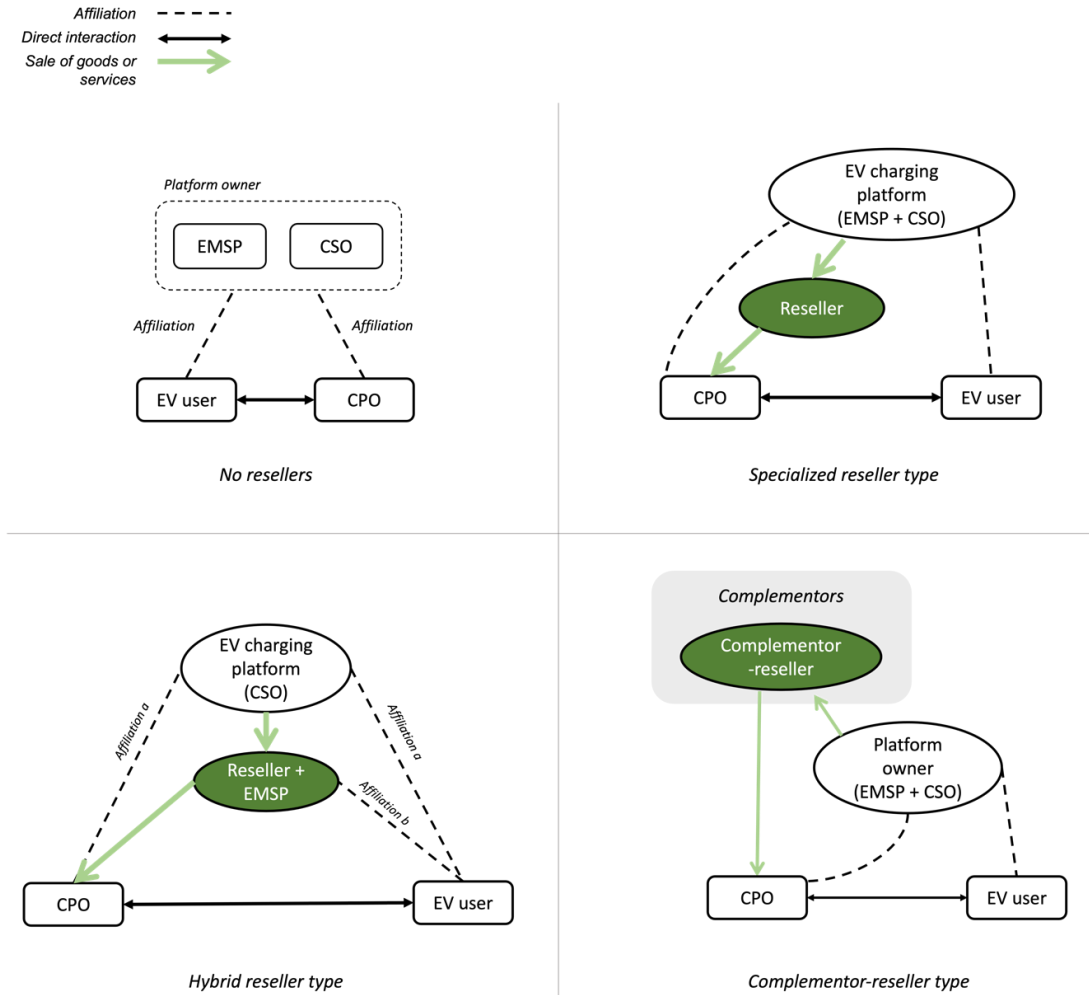 Affiliation
Direct interaction
Sale of goods or
services
Platform owner
EMSP
CSO
Affiliation
Affiliation
EV user
CPO
No resellers
EV charging
platform
(EMSP + CSO)
Reseller
CPO
EV user
Specialized reseller type
EV charging
platform
(CSO)
Affiliation a
Affiliation a
Reseller +
EMSP
Affiliation b
CPO
EV user
Hybrid reseller type
Complementors
Complementor
-reseller
Platform
owner
(EMSP + CSO)
CPO
EV user
Complementor-reseller type